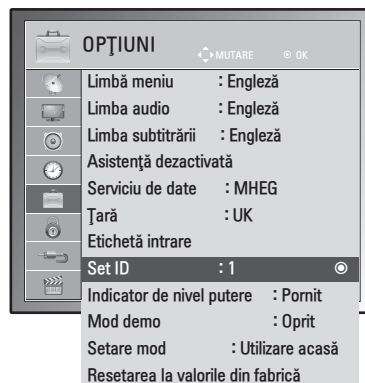 OPŢIUNI
MUTARE OK
Limbă meniu : Engleză
Limba audio : Engleză
Limba subtitrării : Engleză
Asistenţă dezactivată
Serviciu de date : MHEG
Ţară : UK
Etichetă intrare
Set ID : 1
Indicator de nivel putere : Pornit
Mod demo : Oprit
Setare mod : Utilizare acasă
Resetarea la valorile din fabrică